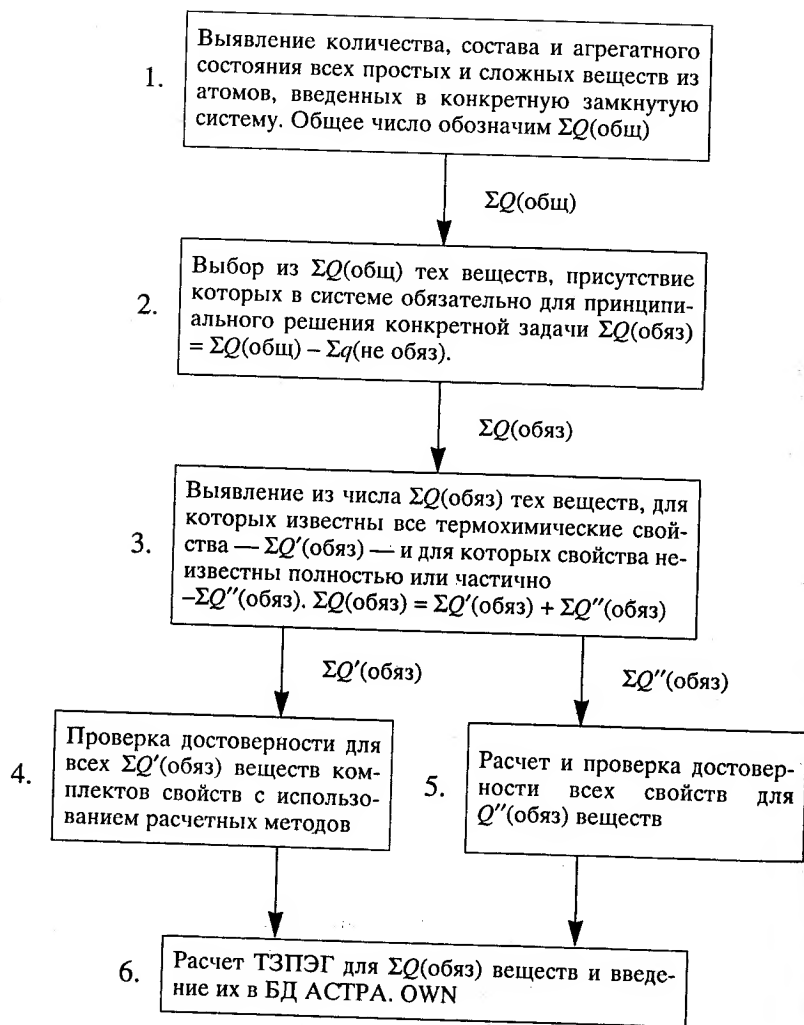 1.
Выявление количества, состава и агрегатного
состояния всех простых и сложных веществ из
атомов, введенных в конкретную замкнутую
систему. Общее число обозначим ΣQ(общ)
ΣQ(общ)
2.
Выбор из ΣQ(общ) тех веществ, присутствие
которых в системе обязательно для принципи-
ального решения конкретной задачи ΣQ(обяз)
= ΣQ(общ) – Σq(не обяз).
ΣQ(обяз)
3.
Выявление из числа ΣQ(обяз) тех веществ, для
которых известны все термохимические свой-
ства — ΣQ′(обяз) — и для которых свойства не-
известны полностью или частично
–ΣQ″(обяз). ΣQ(обяз) = ΣQ′(обяз) + ΣQ″(обяз)
ΣQ′(обяз)
ΣQ″(обяз)
4.
Проверка достоверности для
всех ΣQ′(обяз) веществ ком-
плектов свойств с использо-
ванием расчетных методов
5.
Расчет и проверка достовер-
ности всех свойств для
Q″(обяз) веществ
6.
Расчет ТЗПЭГ для ΣQ(обяз) веществ и введе-
ние их в БД АСТРА. OWN